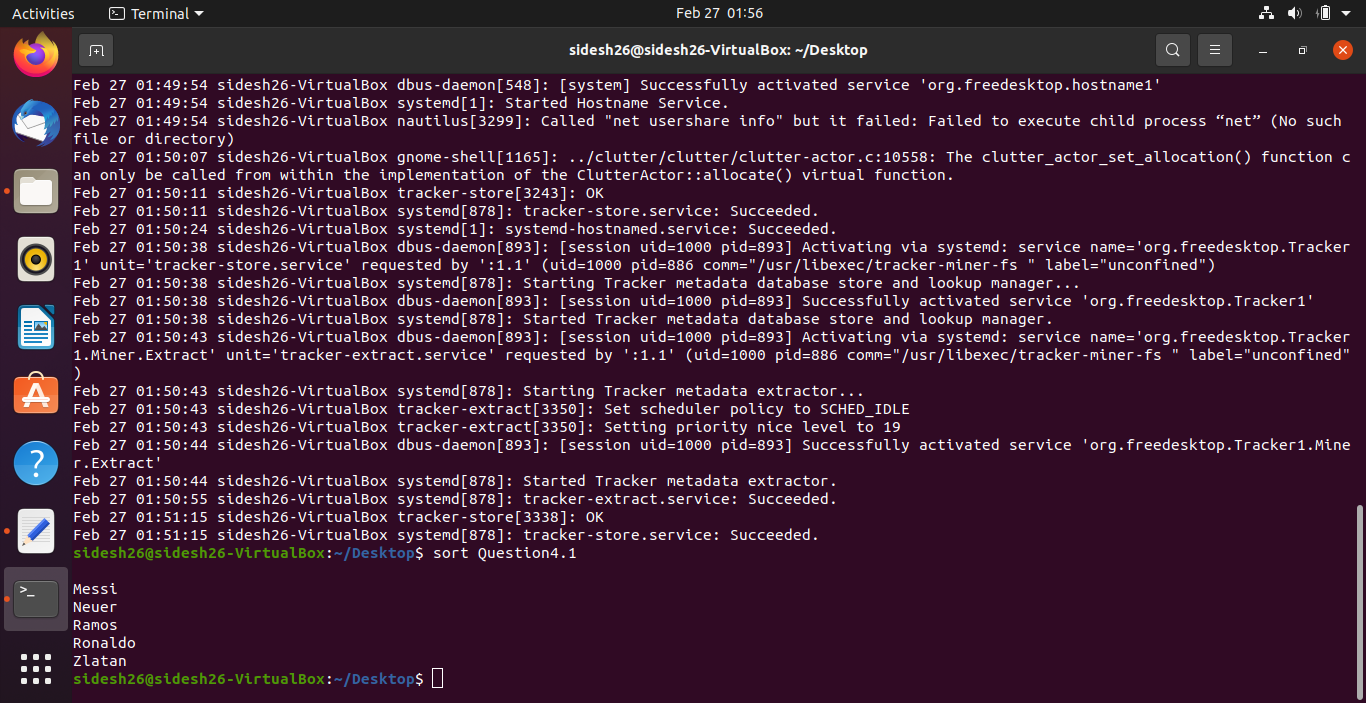 Activities
Terminal
Feb 27 01:56
sidesh26@sidesh26-VirtualBox: ~/Desktop
Feb 27 01:49:54 sidesh26-VirtualBox dbus-daemon[548]: [system] Successfully activated service 'org.freedesktop.hostname1'
Feb 27 01:49:54 sidesh26-VirtualBox systemd[1]: Started Hostname Service.
Feb 27 01:49:54 sidesh26-VirtualBox nautilus[3299]: Called "net usershare info" but it failed: Failed to execute child process “net” (No such
file or directory)
Feb 27 01:50:07 sidesh26-VirtualBox gnome-shell[1165]: ../clutter/clutter/clutter-actor.c:10558: The clutter_actor_set_allocation() function c
an only be called from within the implementation of the ClutterActor::allocate() virtual function.
Feb 27 01:50:11 sidesh26-VirtualBox tracker-store[3243]: OK
Feb 27 01:50:11 sidesh26-VirtualBox systemd[878]: tracker-store.service: Succeeded.
Feb 27 01:50:24 sidesh26-VirtualBox systemd[1]: systemd-hostnamed.service: Succeeded.
Feb 27 01:50:38 sidesh26-VirtualBox dbus-daemon[893]: [session uid=1000 pid=893] Activating via systemd: service name='org.freedesktop.Tracker
1' unit='tracker-store.service' requested by ':1.1' (uid=1000 pid=886 comm="/usr/libexec/tracker-miner-fs " label="unconfined")
Feb 27 01:50:38 sidesh26-VirtualBox systemd[878]: Starting Tracker metadata database store and lookup manager...
Feb 27 01:50:38 sidesh26-VirtualBox dbus-daemon[893]: [session uid=1000 pid=893] Successfully activated service 'org.freedesktop.Tracker1'
Feb 27 01:50:38 sidesh26-VirtualBox systemd[878]: Started Tracker metadata database store and lookup manager.
Feb 27 01:50:43 sidesh26-VirtualBox dbus-daemon[893]: [session uid=1000 pid=893] Activating via systemd: service name='org.freedesktop.Tracker
1.Miner.Extract' unit='tracker-extract.service' requested by ':1.1' (uid=1000 pid=886 comm="/usr/libexec/tracker-miner-fs " label="unconfined"
)
Feb 27 01:50:43 sidesh26-VirtualBox systemd[878]: Starting Tracker metadata extractor...
Feb 27 01:50:43 sidesh26-VirtualBox tracker-extract[3350]: Set scheduler policy to SCHED_IDLE
Feb 27 01:50:43 sidesh26-VirtualBox tracker-extract[3350]: Setting priority nice level to 19
Feb 27 01:50:44 sidesh26-VirtualBox dbus-daemon[893]: [session uid=1000 pid=893] Successfully activated service 'org.freedesktop.Tracker1.Mine
r.Extract'
Feb 27 01:50:44 sidesh26-VirtualBox systemd[878]: Started Tracker metadata extractor.
Feb 27 01:50:55 sidesh26-VirtualBox systemd[878]: tracker-extract.service: Succeeded.
Feb 27 01:51:15 sidesh26-VirtualBox tracker-store[3338]: OK
Feb 27 01:51:15 sidesh26-VirtualBox systemd[878]: tracker-store.service: Succeeded.
sidesh26@sidesh26-VirtualBox:~/Desktop$ sort Question4.1
Messi
Neuer
Ramos
Ronaldo
Zlatan
sidesh26@sidesh26-VirtualBox:~/Desktop$